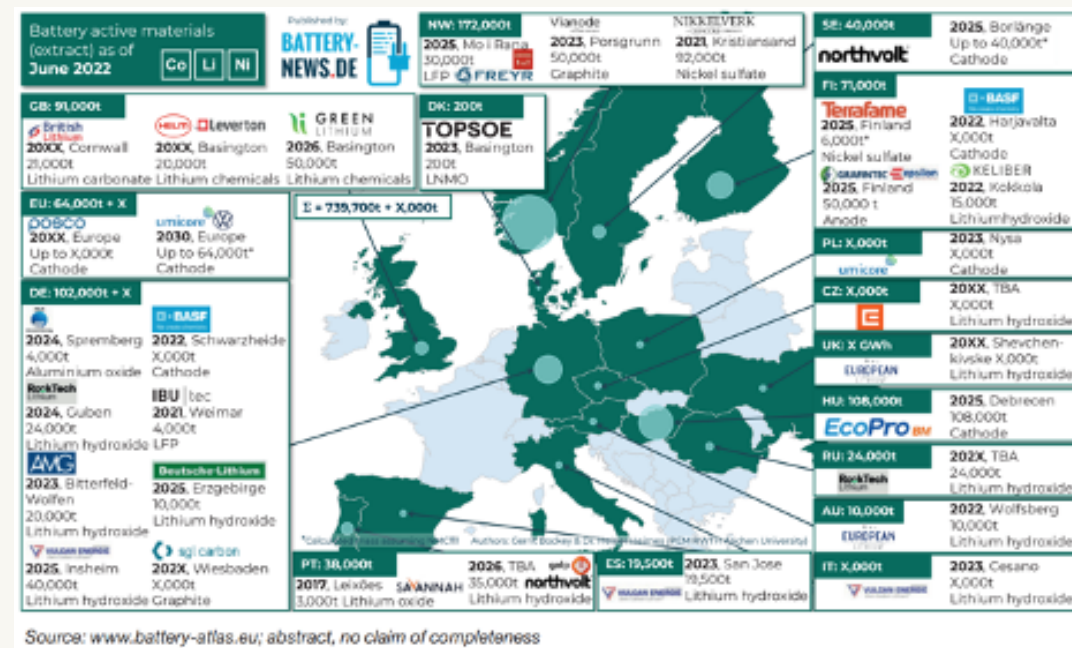 Battery active materials
(extract) as of
June 2022
Co Li Ni
Published by:
BATTERY-
NEWS.DE
NW: 172,000t
2025, Mo i Rana
30,000t
LFP FREYR
Vianode
2023, Porsgrunn
50,000t
Graphite
NIKKELVERK
2021, Kristiansand
92,000t
Nickel sulfate
SE: 40,000t
northvolt
2025, Borlänge
Up to 40,000t*
Cathode
GB: 91,000t
British
Lithium
20XX, Cornwall
21,000t
Lithium carbonate
HELM Leverton
20XX, Basington
20,000t
Lithium chemicals
GREEN
LITHIUM
2026, Basington
50,000t
Lithium chemicals
DK: 200t
TOPSOE
2023, Basington
200t
LNMO
FI: 71,000t
Terrafame
2025, Finland
6,000t*
Nickel sulfate
BASF
2022, Harjavalta
X,000t
Cathode
GRAFINTEC epsilon
2025, Finland
50,000 t
Anode
KELIBER
2022, Kokkola
15,000t
Lithiumhydroxide
EU: 64,000t + X
posco
20XX, Europe
Up to X,000t
Cathode
umicore
2030, Europe
Up to 64,000t*
Cathode
Σ = 739,700t + X,000t
DE: 102,000t + X
2024, Spremberg
4,000t
Aluminium oxide
BASF
2022, Schwarzheide
X,000t
Cathode
RockTech
Lithium
2024, Guben
24,000t
Lithium hydroxide
IBU tec
2021, Weimar
4,000t
LFP
AMG
2023, Bitterfeld-
Wolfen
20,000t
Lithium hydroxide
Deutsche Lithium
2025, Erzgebirge
10,000t
Lithium hydroxide
VULCAN ENERGIE
2025, Insheim
40,000t
Lithium hydroxide
sgl carbon
202X, Wiesbaden
X,000t
Graphite
PL: X,000t
umicore
2023, Nysa
X,000t
Cathode
CZ: X,000t
20XX, TBA
X,000t
Lithium hydroxide
UK: X GWh
EUROPEAN
20XX, Shevchen-
kivske X,000t
Lithium hydroxide
HU: 108,000t
EcoPro BM
2025, Debrecen
108,000t
Cathode
RU: 24,000t
RockTech
Lithium
202X, TBA
24,000t
Lithium hydroxide
AU: 10,000t
EUROPEAN
2022, Wolfsberg
10,000t
Lithium hydroxide
IT: X,000t
VULCAN ENERGIE
2023, Cesano
X,000t
Lithium hydroxide
PT: 38,000t
2017, Leixões
3,000t Lithium oxide
SAVANNAH
2026, TBA galp
35,000t northvolt
Lithium hydroxide
ES: 19,500t
VULCAN ENERGIE
2023, San Jose
19,500t
Lithium hydroxide
Source: www.battery-atlas.eu; abstract, no claim of completeness